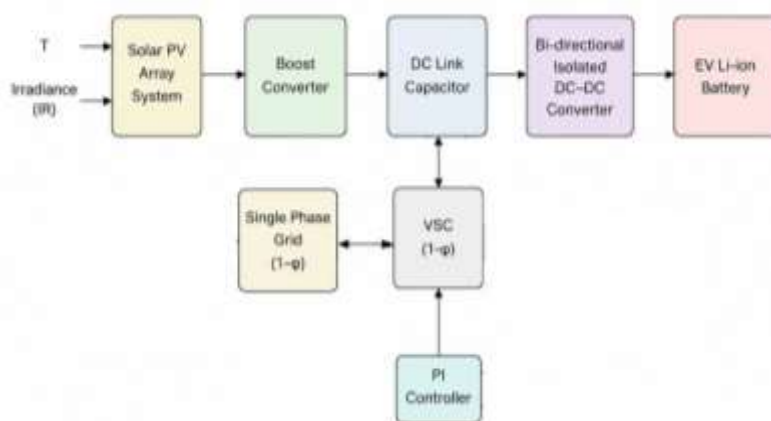 T
Irradiance
(IR)
Solar PV
Array
System
Boost
Converter
DC Link
Capacitor
Bi-directional
Isolated
DC–DC
Converter
EV Li-ion
Battery
Single Phase
Grid
(1-φ)
VSC
(1-φ)
PI
Controller